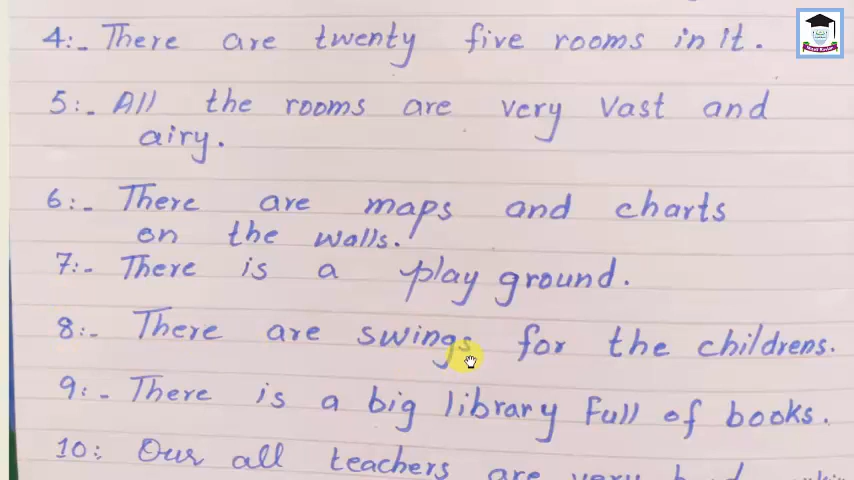 4:- There are twenty five rooms in it.
5:- All the rooms are very vast and
airy.
6:- There are maps and charts
on the walls.
7:- There is a play ground.
8:- There are swings for the childrens.
9:- There is a big library full of books.
10:- Our all teachers are very